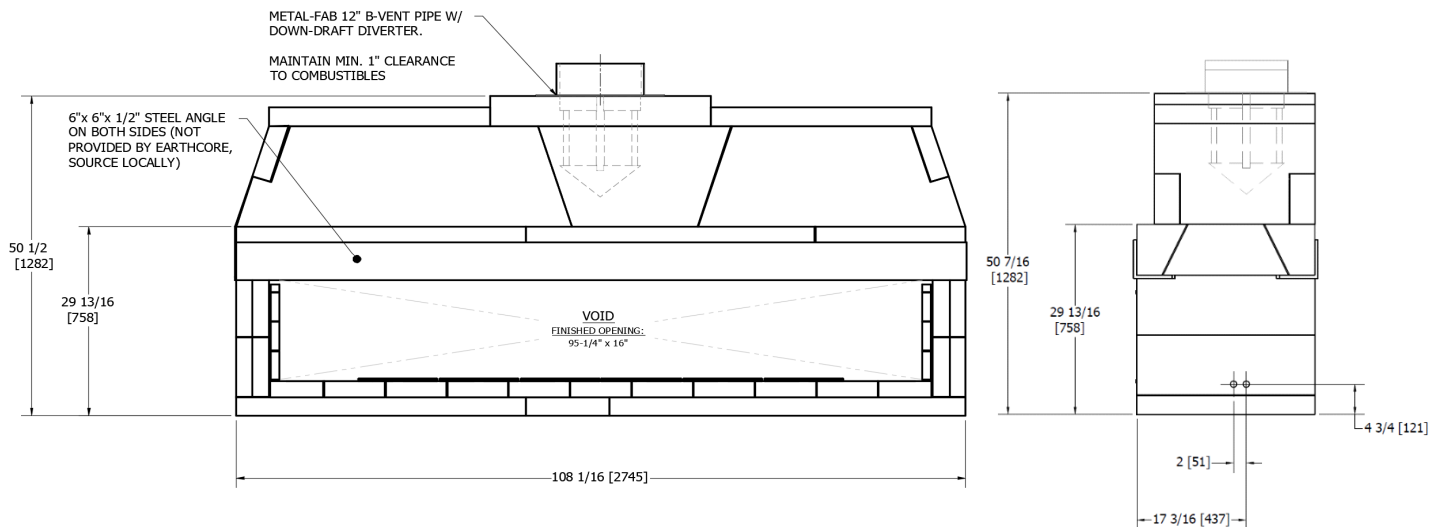 METAL-FAB 12" B-VENT PIPE W/
DOWN-DRAFT DIVERTER.
MAINTAIN MIN. 1" CLEARANCE
TO COMBUSTIBLES
6"x 6"x 1/2" STEEL ANGLE
ON BOTH SIDES (NOT
PROVIDED BY EARTHCORE,
SOURCE LOCALLY)
50 1/2
[1282]
29 13/16
[758]
VOID
FINISHED OPENING:
95-1/4" x 16"
108 1/16 [2745]
50 7/16
[1282]
29 13/16
[758]
4 3/4 [121]
2 [51]
17 3/16 [437]